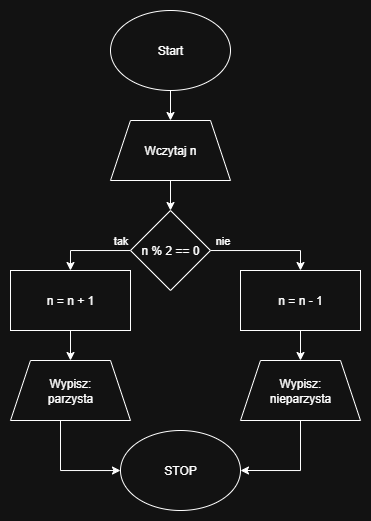 Start
Wczytaj n
n % 2 == 0
tak
nie
n = n + 1
n = n - 1
Wypisz:
parzysta
Wypisz:
nieparzysta
STOP